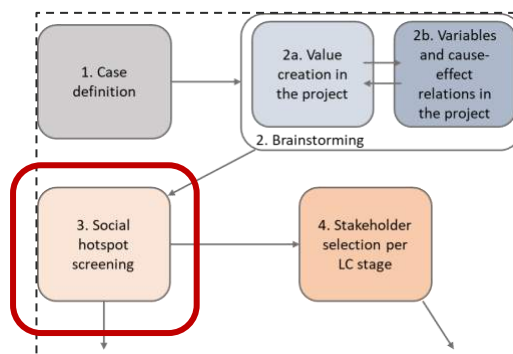 1. Case
definition
2a. Value
creation in
the project
2b. Variables
and cause-
effect
relations in
the project
2. Brainstorming
3. Social
hotspot
screening
4. Stakeholder
selection per
LC stage